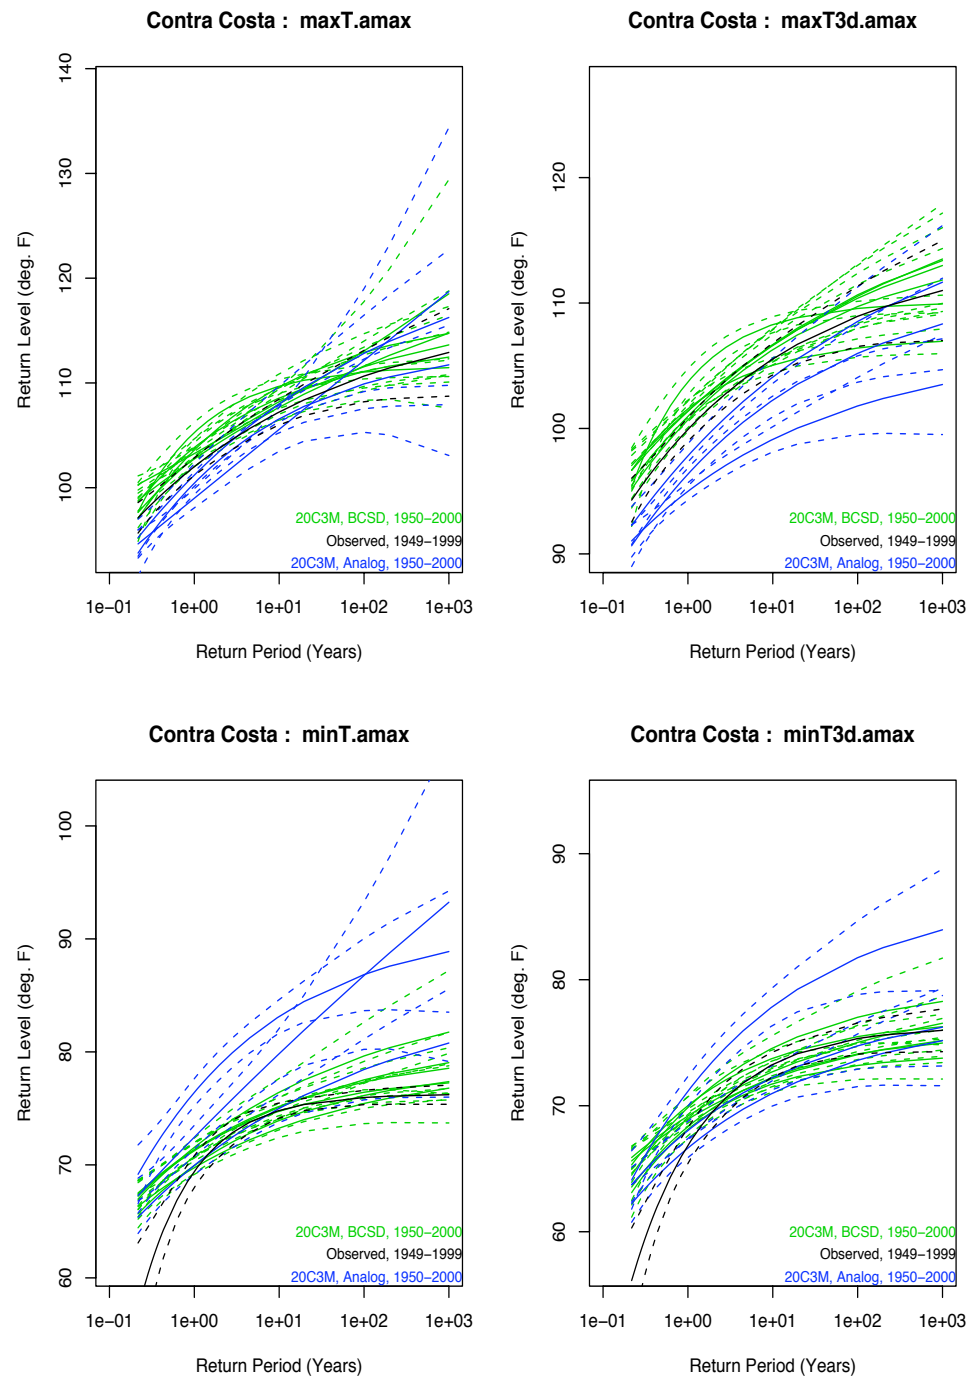 Contra Costa : maxT.amax
140
130
120
110
100
Return Level (deg. F)
20C3M, BCSD, 1950−2000
Observed, 1949−1999
20C3M, Analog, 1950−2000
1e−01 1e+00 1e+01 1e+02 1e+03
Return Period (Years)
Contra Costa : maxT3d.amax
120
110
100
90
Return Level (deg. F)
20C3M, BCSD, 1950−2000
Observed, 1949−1999
20C3M, Analog, 1950−2000
1e−01 1e+00 1e+01 1e+02 1e+03
Return Period (Years)
Contra Costa : minT.amax
100
90
80
70
60
Return Level (deg. F)
20C3M, BCSD, 1950−2000
Observed, 1949−1999
20C3M, Analog, 1950−2000
1e−01 1e+00 1e+01 1e+02 1e+03
Return Period (Years)
Contra Costa : minT3d.amax
90
80
70
60
Return Level (deg. F)
20C3M, BCSD, 1950−2000
Observed, 1949−1999
20C3M, Analog, 1950−2000
1e−01 1e+00 1e+01 1e+02 1e+03
Return Period (Years)